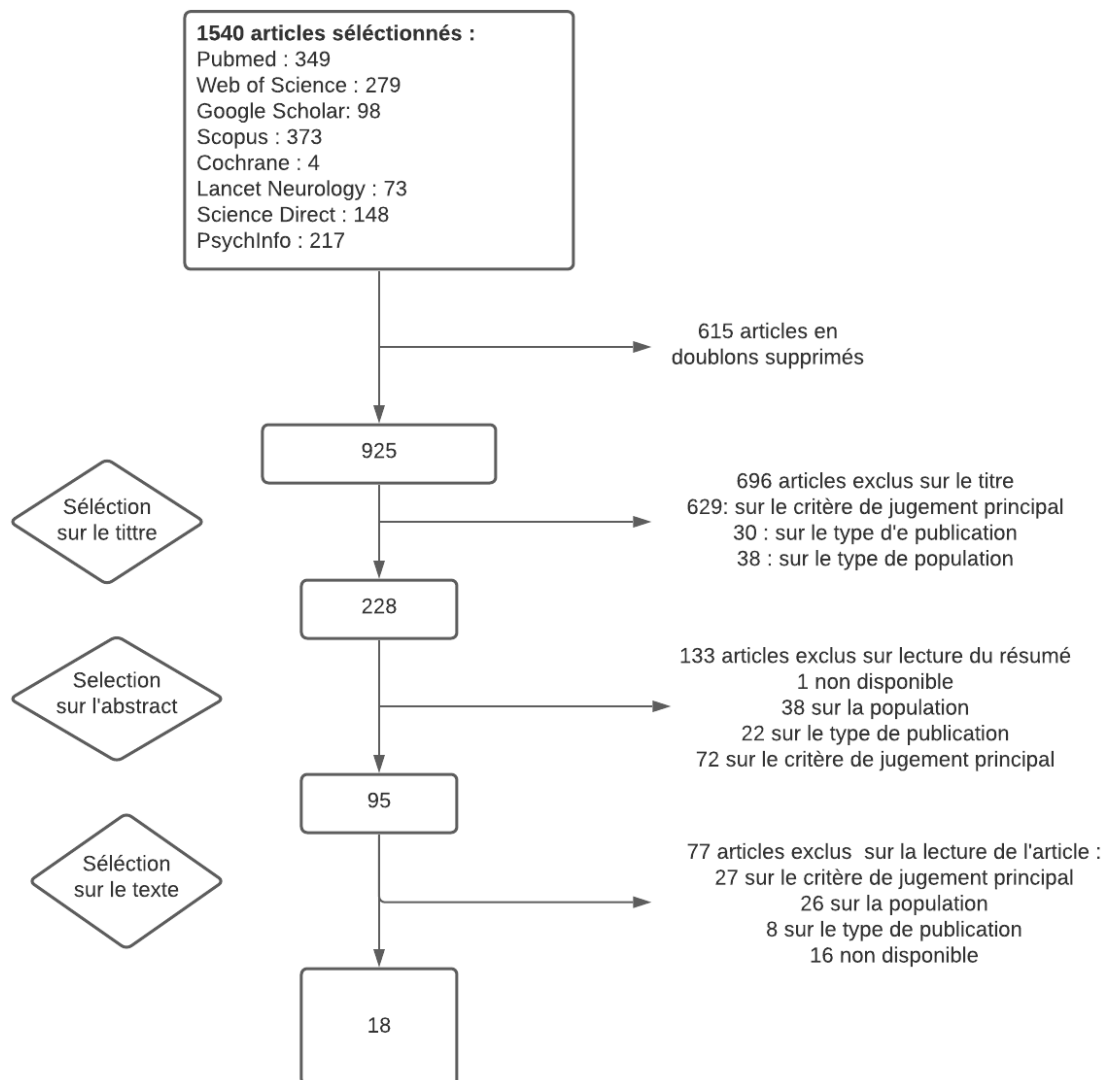 1540 articles séléctionnés :
Pubmed : 349
Web of Science : 279
Google Scholar: 98
Scopus : 373
Cochrane : 4
Lancet Neurology : 73
Science Direct : 148
PsychInfo : 217
615 articles en
doublons supprimés
925
Séléction
sur le tittre
696 articles exclus sur le titre
629: sur le critère de jugement principal
30 : sur le type d'e publication
38 : sur le type de population
228
Selection
sur l'abstract
133 articles exclus sur lecture du résumé
1 non disponible
38 sur la population
22 sur le type de publication
72 sur le critère de jugement principal
95
Séléction
sur le texte
77 articles exclus  sur la lecture de l'article :
27 sur le critère de jugement principal
26 sur la population
8 sur le type de publication
16 non disponible
18